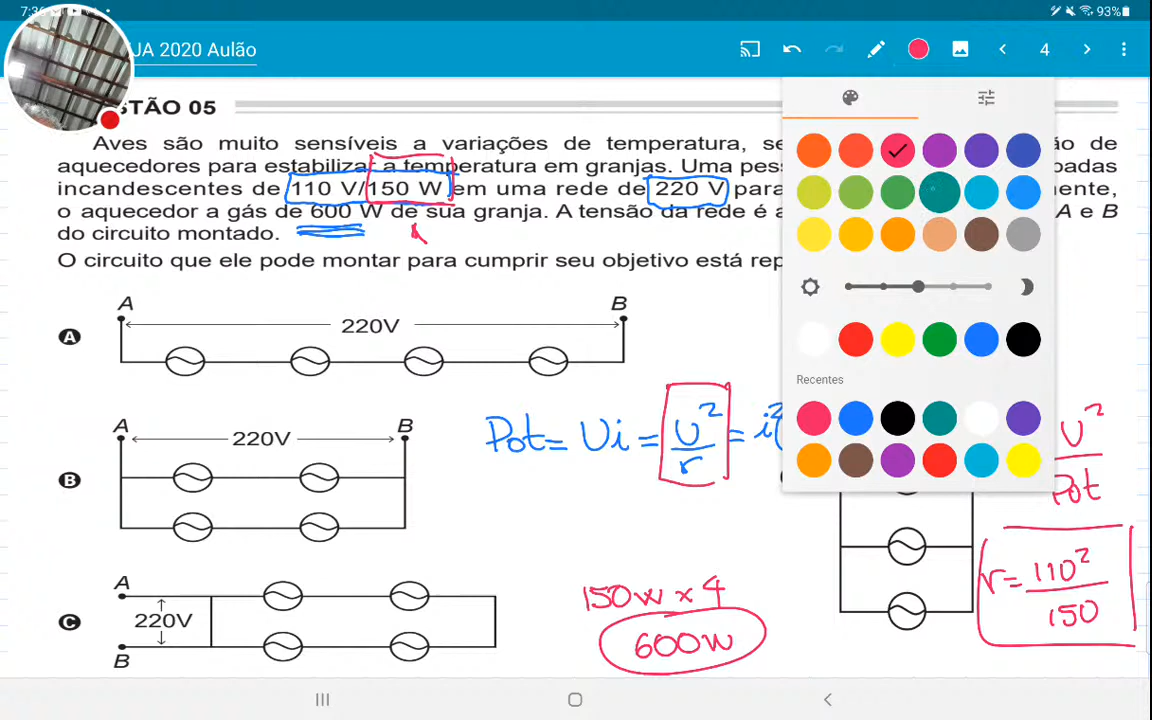 7:36
93%
JA 2020 Aulão
4
STÃO 05
Aves são muito sensíveis a variações de temperatura, se
ão de
aquecedores para estabilizar a temperatura em granjas. Uma pes
padas
incandescentes de 110 V/150 W em uma rede de 220 V para
mente,
o aquecedor a gás de 600 W de sua granja. A tensão da rede é a
A e B
do circuito montado.
O circuito que ele pode montar para cumprir seu objetivo está rep
Recentes
A
A B
220V
B
A B
220V
Pot= Ui = U²/r = i²
U²
Pot
C
A
220V
B
150w x 4
600w
r= 110²
150